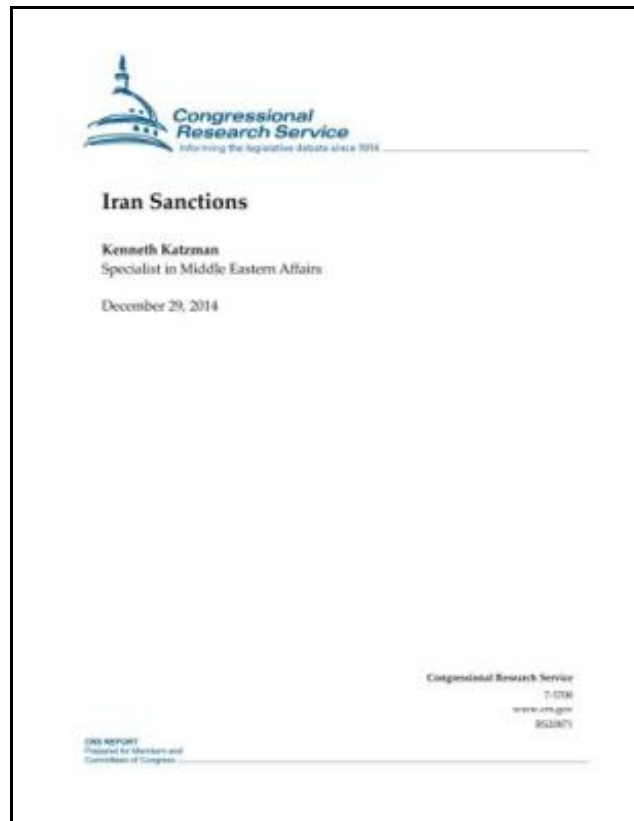 Congressional
Research Service
Informing the legislative debate since 1914
Iran Sanctions
Kenneth Katzman
Specialist in Middle Eastern Affairs
December 29, 2014
Congressional Research Service
7-5700
www.crs.gov
RS20871
CRS REPORT
Prepared for Members and
Committees of Congress